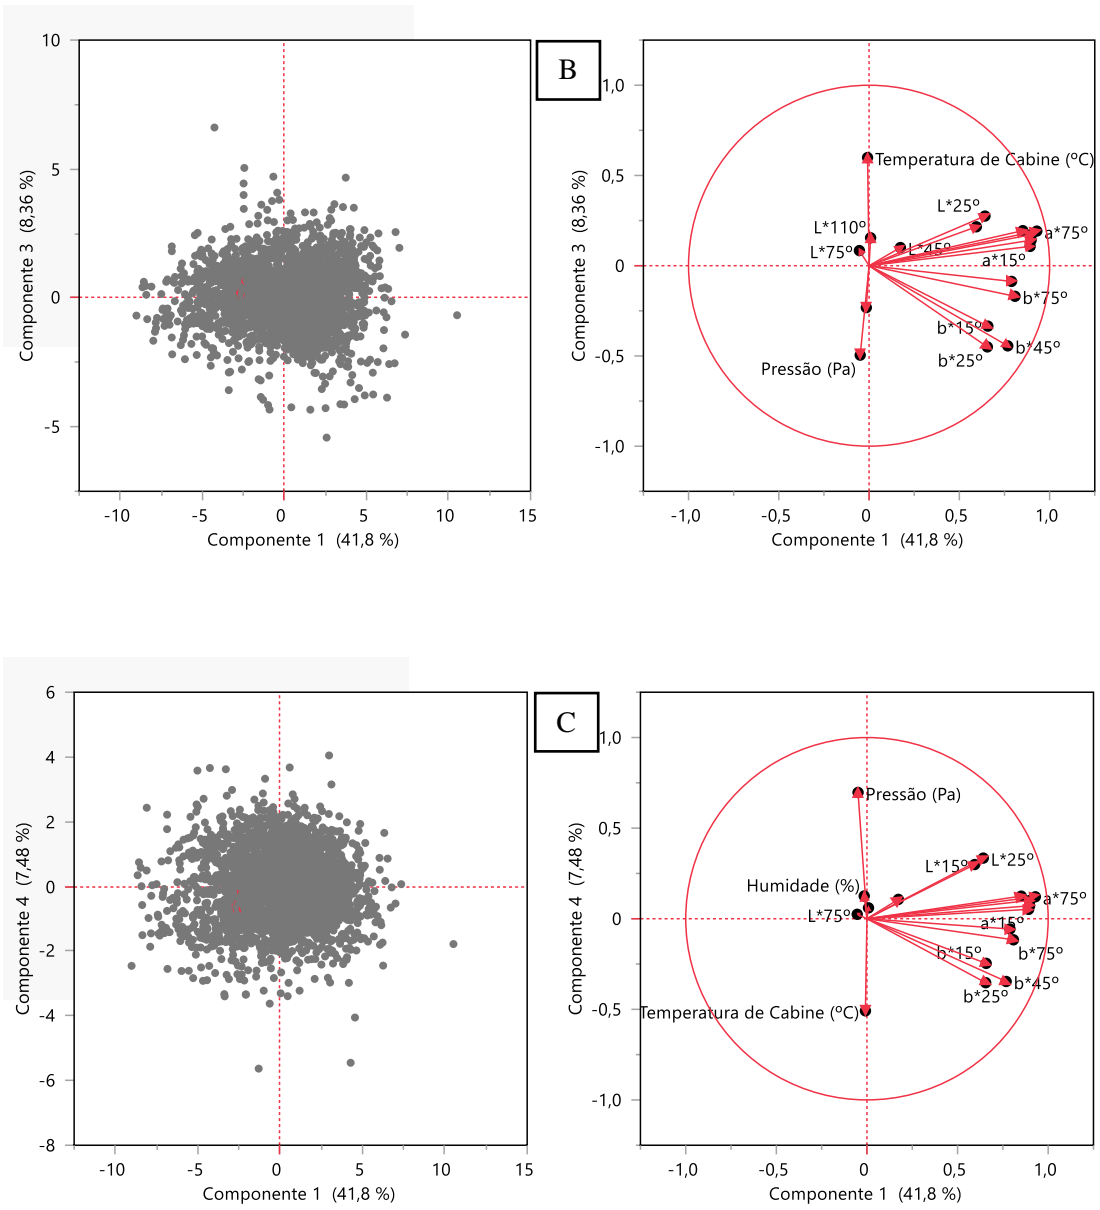 10
5
0
-5
Componente 3 (8,36 %)
-10
-5
0
5
10
15
Componente 1 (41,8 %)
B
1,0
0,5
0
-0,5
-1,0
Componente 3 (8,36 %)
Temperatura de Cabine (ºC)
L*25º
L*110º
L*45º
L*75º
a*75º
a*15º
b*75º
b*15º
b*45º
b*25º
Pressão (Pa)
-1,0
-0,5
0
0,5
1,0
Componente 1 (41,8 %)
6
4
2
0
-2
-4
-6
-8
Componente 4 (7,48 %)
-10
-5
0
5
10
15
Componente 1 (41,8 %)
C
1,0
0,5
0
-0,5
-1,0
Componente 4 (7,48 %)
Pressão (Pa)
L*15º
L*25º
Humidade (%)
a*75º
L*75º
a*15º
b*15º
b*75º
b*45º
b*25º
Temperatura de Cabine (ºC)
-1,0
-0,5
0
0,5
1,0
Componente 1 (41,8 %)